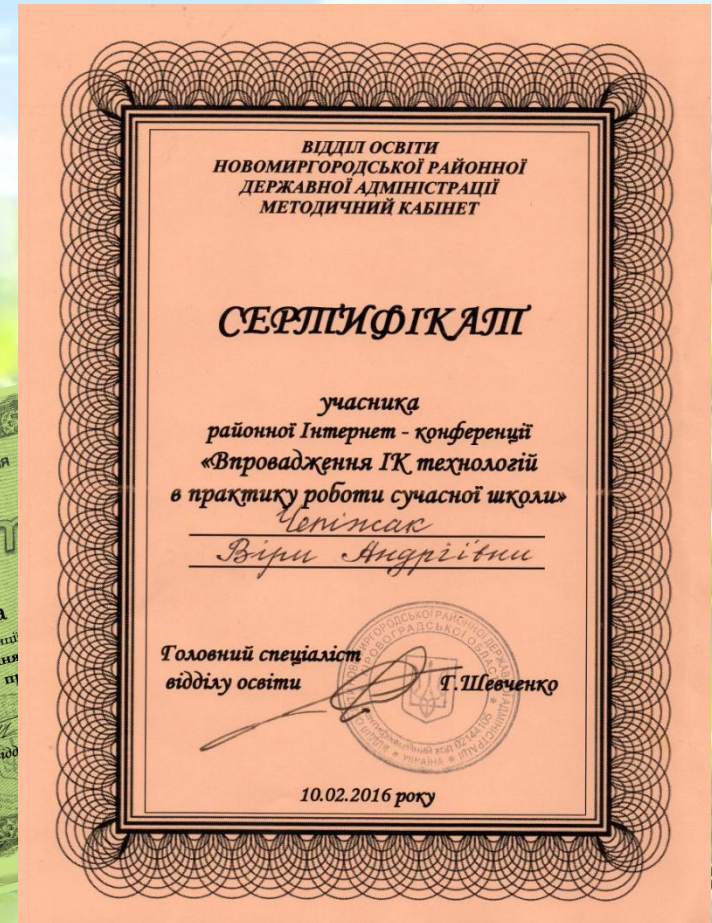 ВІДДІЛ ОСВІТИ
НОВОМИРГОРОДСЬКОЇ РАЙОННОЇ
ДЕРЖАВНОЇ АДМІНІСТРАЦІЇ
МЕТОДИЧНИЙ КАБІНЕТ
СЕРТИФІКАТ
учасника
районної Інтернет - конференції
«Впровадження ІК технологій
в практику роботи сучасної школи»
Чепіжак
Віри Андріївни
Головний спеціаліст
відділу освіти Г.Шевченко
10.02.2016 року